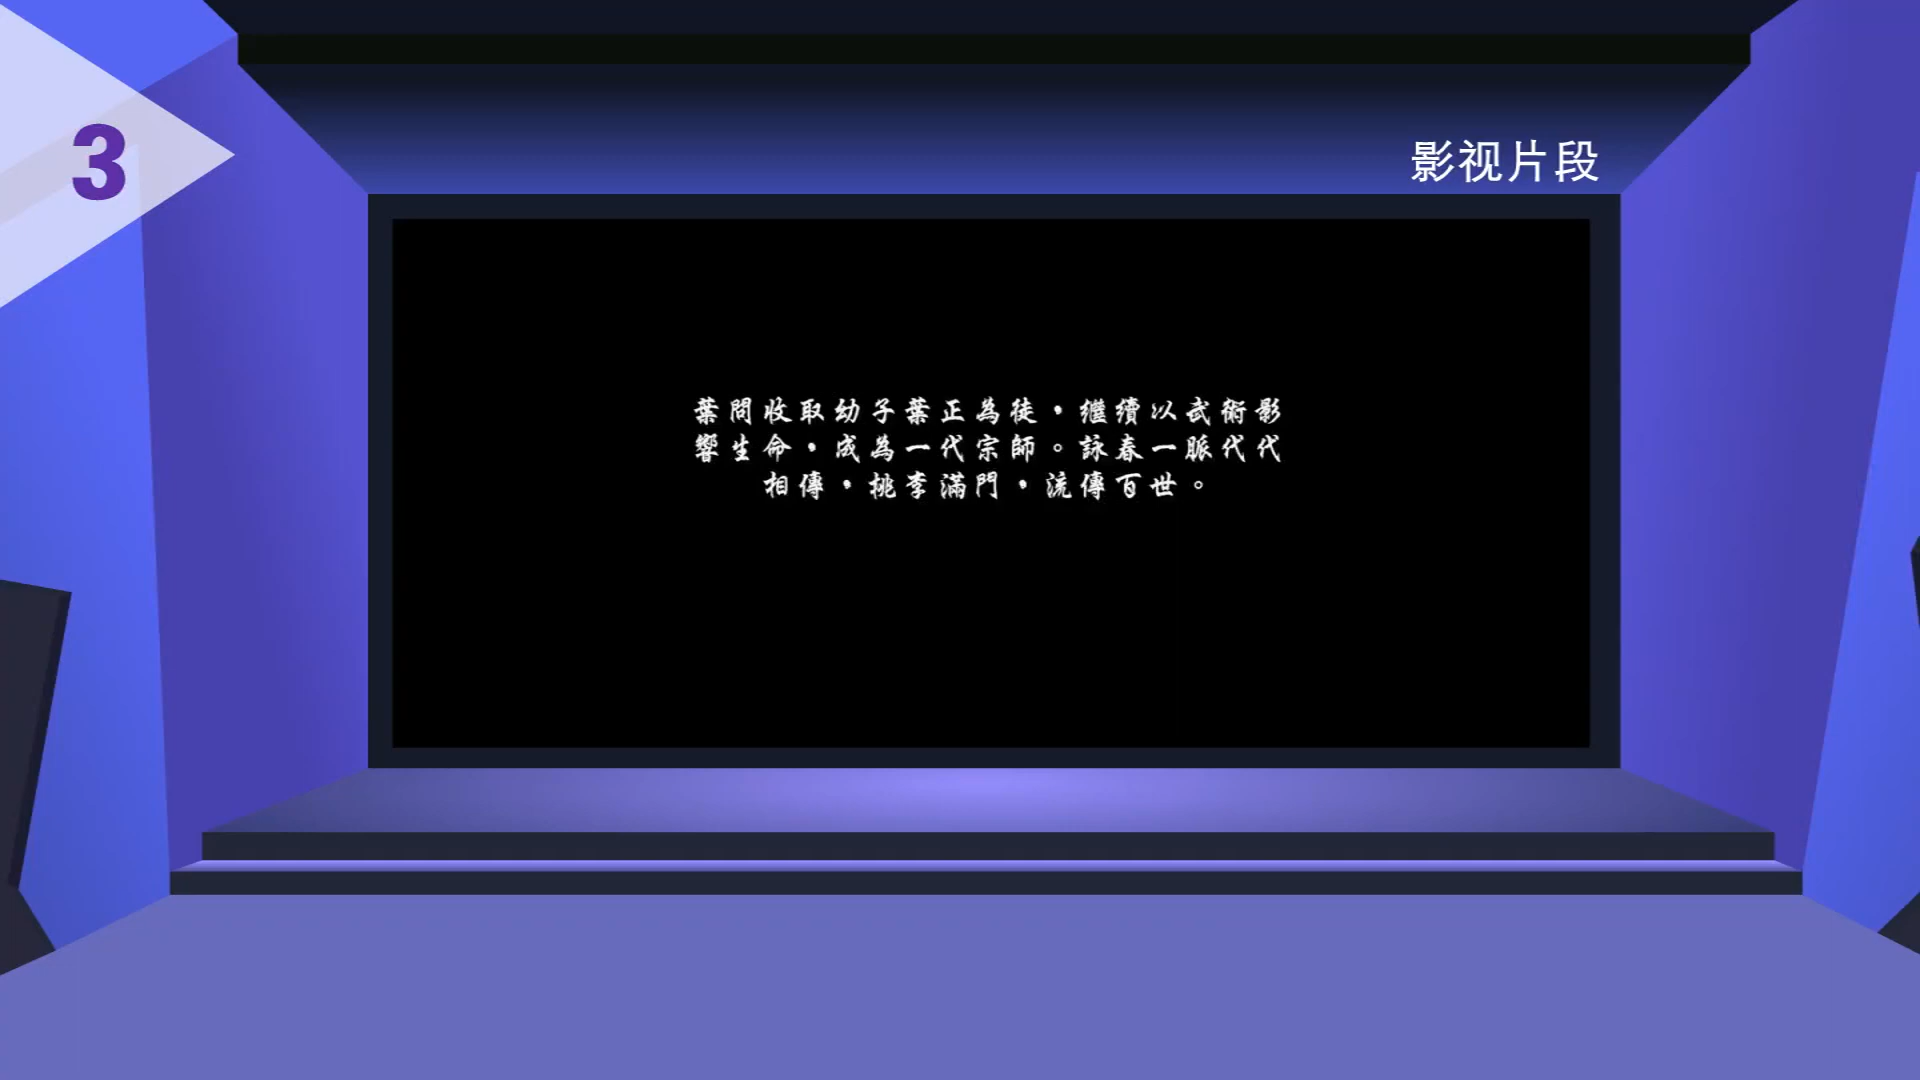 3
影视片段
葉問收取幼子葉正為徒，繼續以武術影
響生命，成為一代宗師。詠春一脈代代
相傳，桃李滿門，流傳百世。